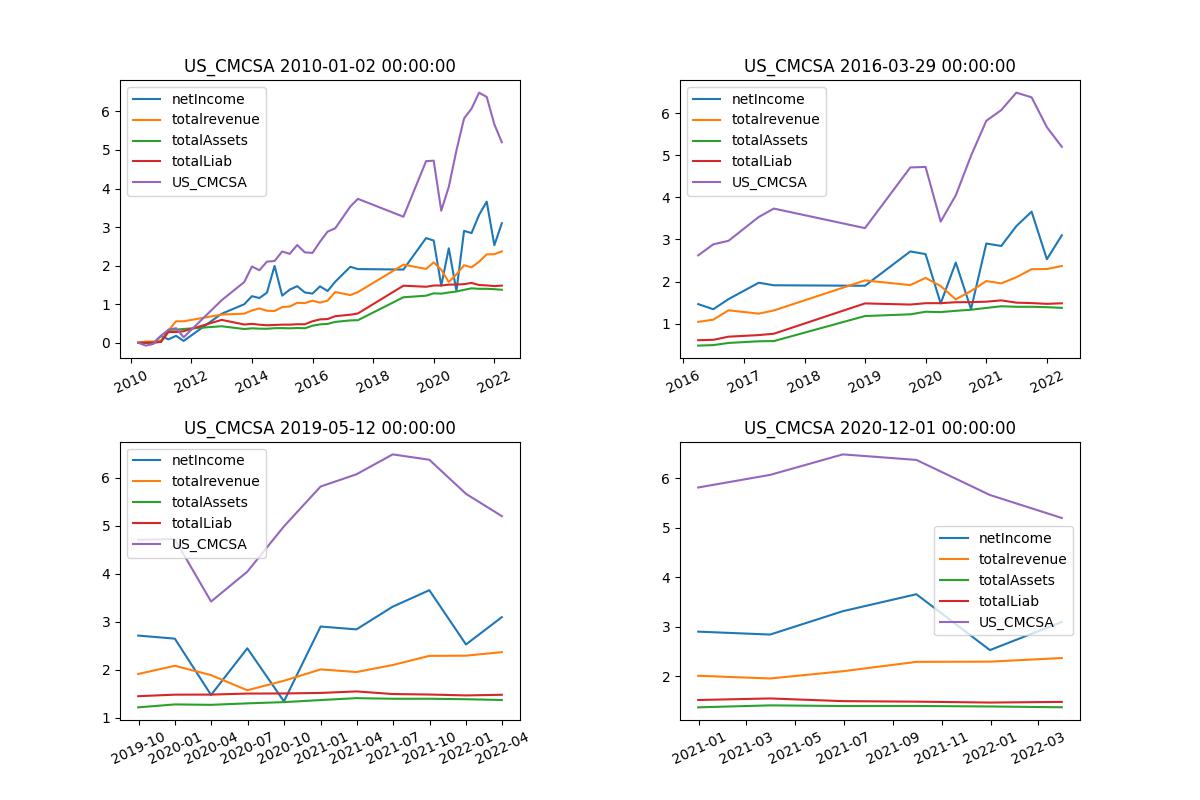 US_CMCSA 2010-01-02 00:00:00
netIncome
totalrevenue
totalAssets
totalLiab
US_CMCSA
6
5
4
3
2
1
0
2010 2012 2014 2016 2018 2020 2022
US_CMCSA 2016-03-29 00:00:00
netIncome
totalrevenue
totalAssets
totalLiab
US_CMCSA
6
5
4
3
2
1
2016 2017 2018 2019 2020 2021 2022
US_CMCSA 2019-05-12 00:00:00
netIncome
totalrevenue
totalAssets
totalLiab
US_CMCSA
6
5
4
3
2
1
2019-10 2020-01 2020-04 2020-07 2020-10 2021-01 2021-04 2021-07 2021-10 2022-01 2022-04
US_CMCSA 2020-12-01 00:00:00
netIncome
totalrevenue
totalAssets
totalLiab
US_CMCSA
6
5
4
3
2
2021-01 2021-03 2021-05 2021-07 2021-09 2021-11 2022-01 2022-03